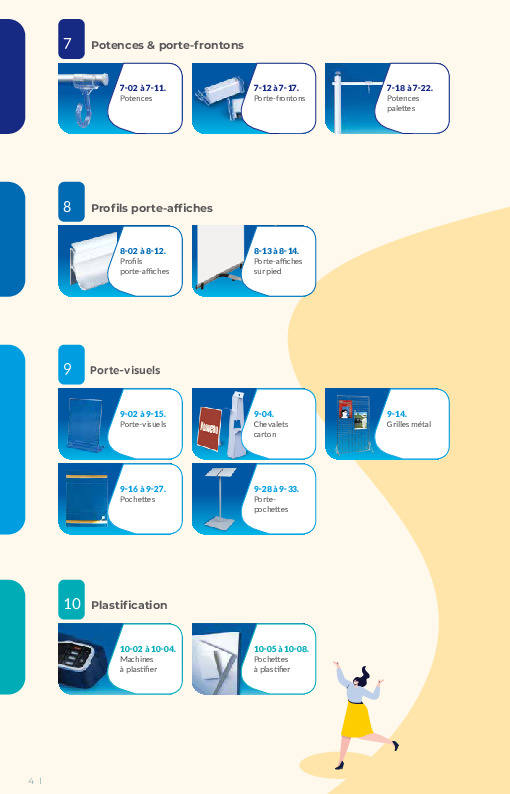 7
Potences & porte-frontons
7-02 à 7-11.
Potences
7-12 à 7-17.
Porte-frontons
7-18 à 7-22.
Potences
palettes
8
Profils porte-affiches
8-02 à 8-12.
Profils
porte-affiches
8-13 à 8-14.
Porte-affiches
sur pied
9
Porte-visuels
9-02 à 9-15.
Porte-visuels
9-04.
Chevalets
carton
9-14.
Grilles métal
9-16 à 9-27.
Pochettes
9-28 à 9-33.
Porte-
pochettes
10
Plastification
10-02 à 10-04.
Machines
à plastifier
10-05 à 10-08.
Pochettes
à plastifier
4 I